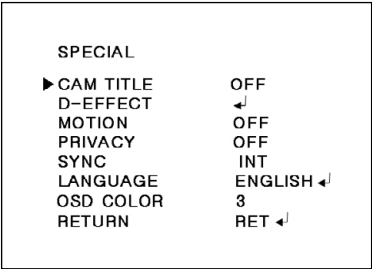 SPECIAL
▶CAM TITLE OFF
D-EFFECT ↵
MOTION OFF
PRIVACY OFF
SYNC INT
LANGUAGE ENGLISH ↵
OSD COLOR 3
RETURN RET ↵